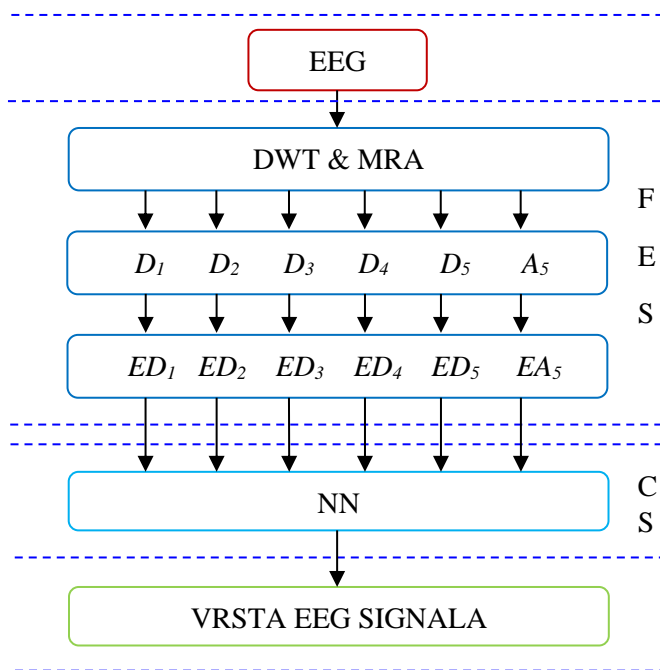 EEG
DWT & MRA
F
D1 D2 D3 D4 D5 A5
E
S
ED1 ED2 ED3 ED4 ED5 EA5
C
NN
S
VRSTA EEG SIGNALA